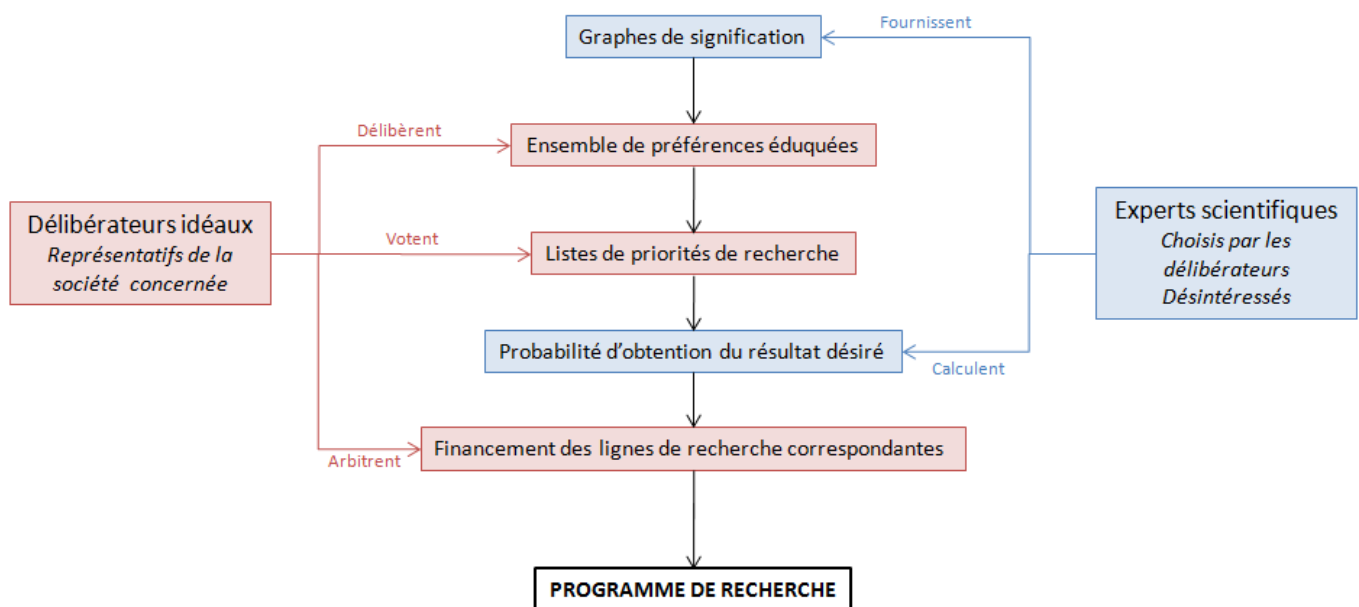 Fournissent
Graphes de signification
Délibèrent
Ensemble de préférences éduquées
Délibérateurs idéaux
Représentatifs de la
société concernée
Experts scientifiques
Choisis par les
délibérateurs
Désintéressés
Votent
Listes de priorités de recherche
Probabilité d'obtention du résultat désiré
Calculent
Financement des lignes de recherche correspondantes
Arbitrent
PROGRAMME DE RECHERCHE